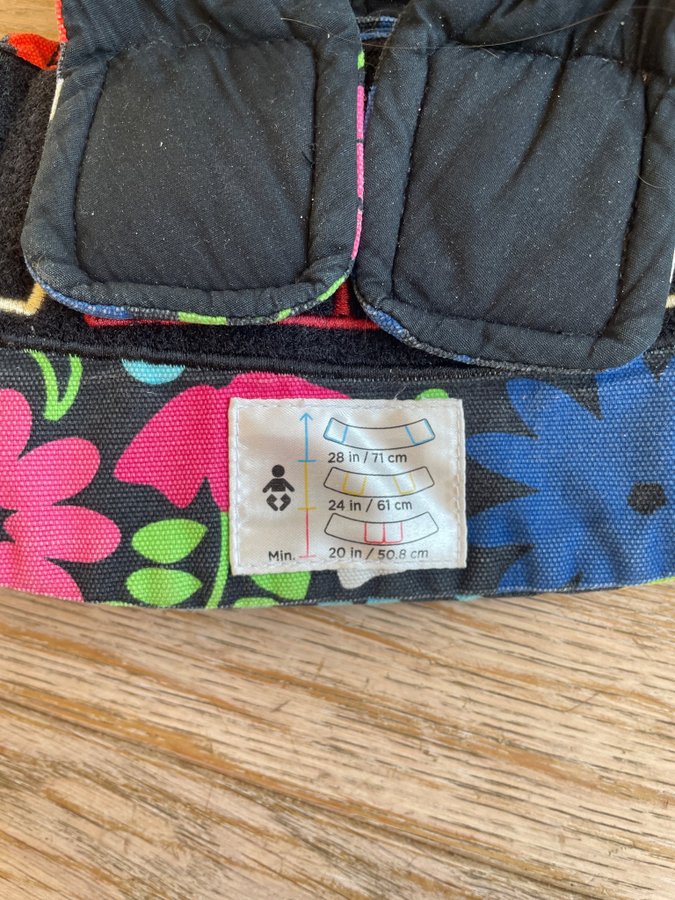 28 in / 71 cm
24 in / 61 cm
Min. 20 in / 50.8 cm